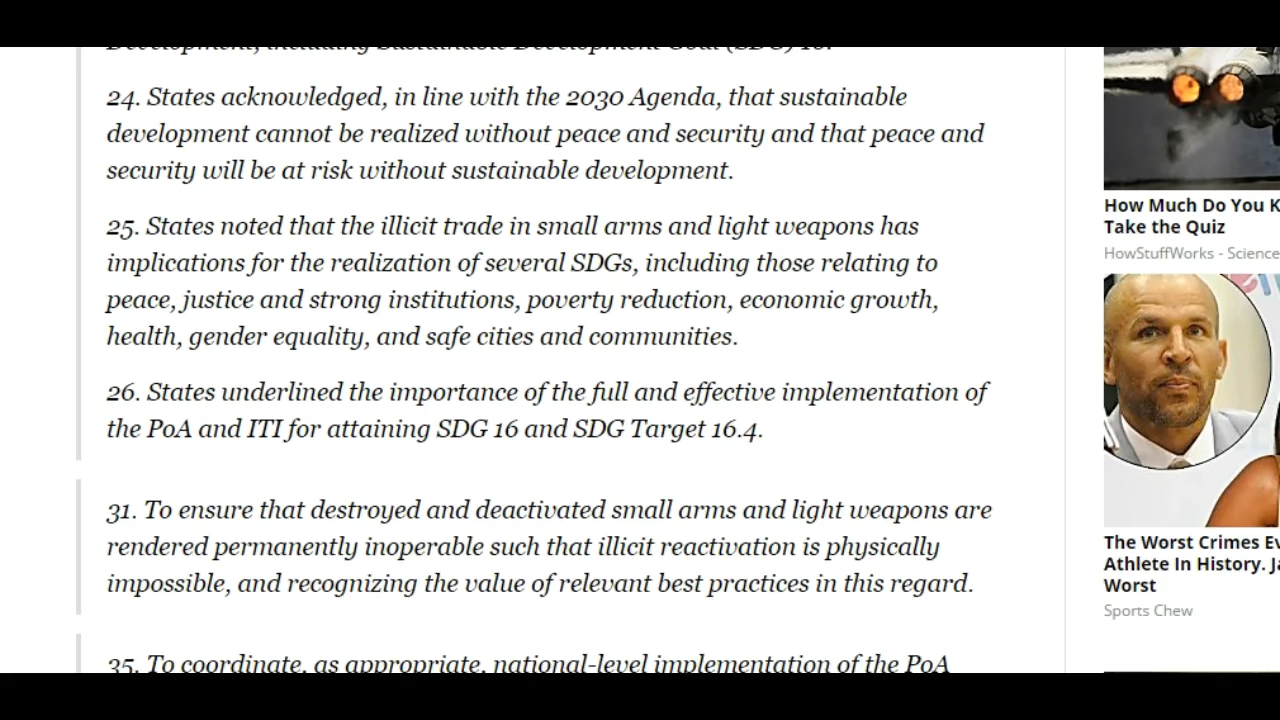 Development, including Sustainable Development Goal (SDG) 16.
24. States acknowledged, in line with the 2030 Agenda, that sustainable
development cannot be realized without peace and security and that peace and
security will be at risk without sustainable development.
25. States noted that the illicit trade in small arms and light weapons has
implications for the realization of several SDGs, including those relating to
peace, justice and strong institutions, poverty reduction, economic growth,
health, gender equality, and safe cities and communities.
26. States underlined the importance of the full and effective implementation of
the PoA and ITI for attaining SDG 16 and SDG Target 16.4.
31. To ensure that destroyed and deactivated small arms and light weapons are
rendered permanently inoperable such that illicit reactivation is physically
impossible, and recognizing the value of relevant best practices in this regard.
35. To coordinate, as appropriate, national-level implementation of the PoA
How Much Do You K
Take the Quiz
HowStuffWorks - Science
The Worst Crimes Ev
Athlete In History. Ja
Worst
Sports Chew